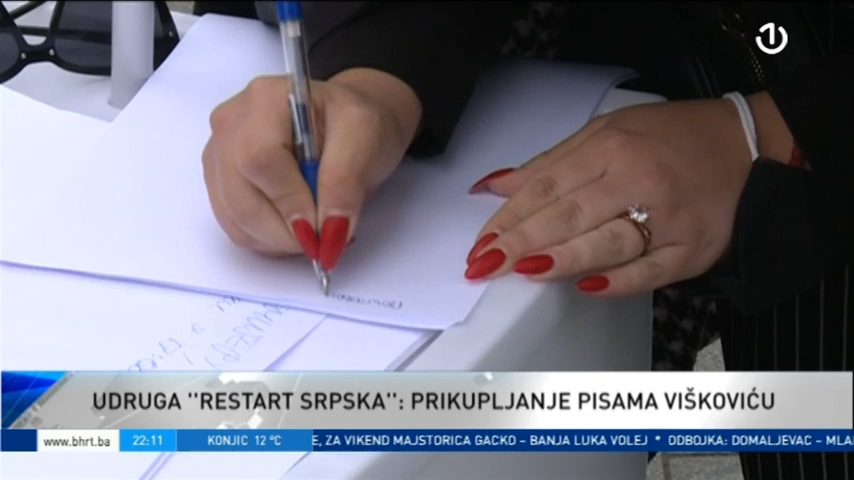 UDRUGA "RESTART SRPSKA": PRIKUPLJANJE PISAMA VIŠKOVIĆU
www.bhrt.ba 22:11 KONJIC 12 °C E, ZA VIKEND MAJSTORICA GACKO – BANJA LUKA VOLEJ * ODBOJKA: DOMALJEVAC – MLA